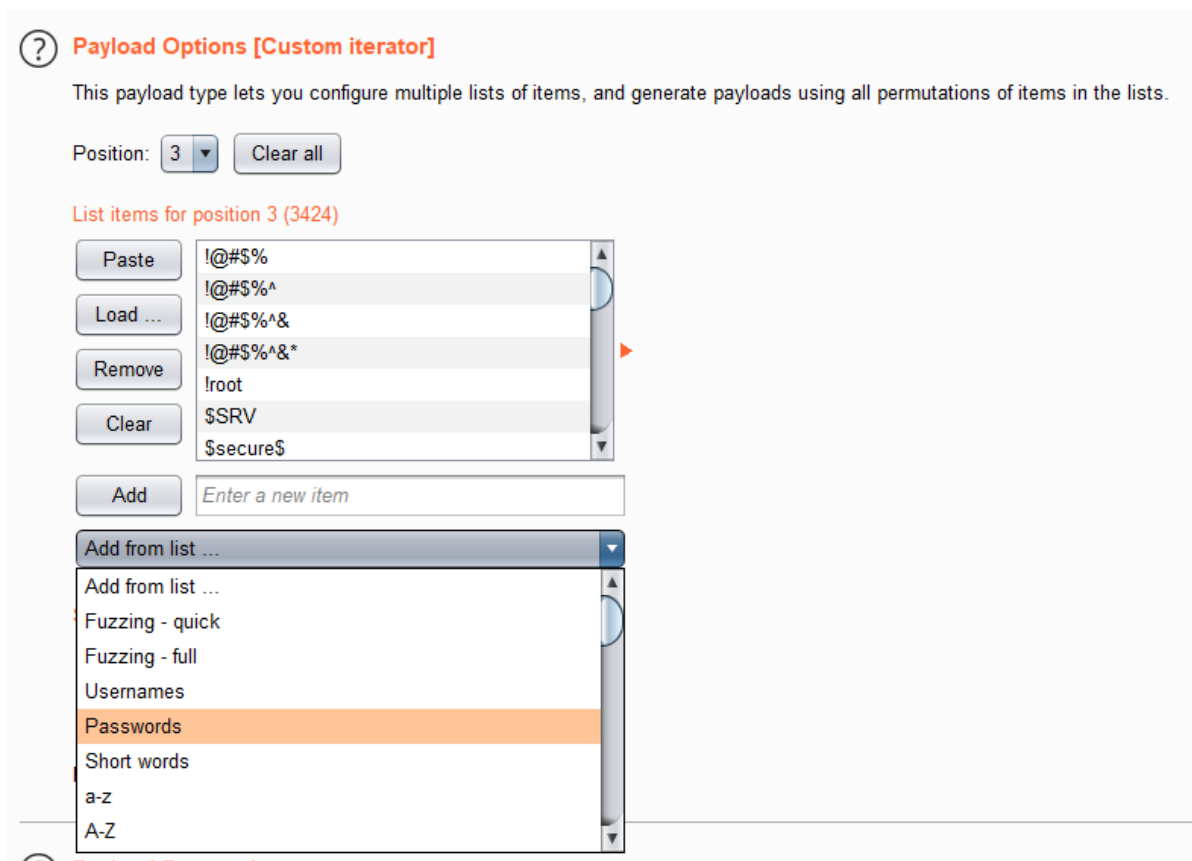 Payload Options [Custom iterator]
This payload type lets you configure multiple lists of items, and generate payloads using all permutations of items in the lists.
Position: 3 Clear all
List items for position 3 (3424)
Paste
Load ...
Remove
Clear
!@#$%
!@#$%^
!@#$%^&
!@#$%^&*
!root
$SRV
$secure$
Add Enter a new item
Add from list ...
Add from list ...
Fuzzing - quick
Fuzzing - full
Usernames
Passwords
Short words
a-z
A-Z